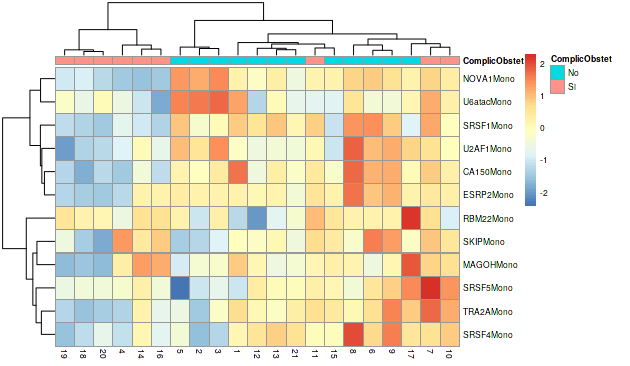 ComplicObstet
NOVA1Mono
U6atacMono
SRSF1Mono
U2AF1Mono
CA150Mono
ESRP2Mono
RBM22Mono
SKIPMono
MAGOHMono
SRSF5Mono
TRA2AMono
SRSF4Mono
19 18 20 4 14 16 5 2 3 1 12 13 21 11 15 8 6 9 17 7 10
2
1
0
-1
-2
ComplicObstet
No
SI